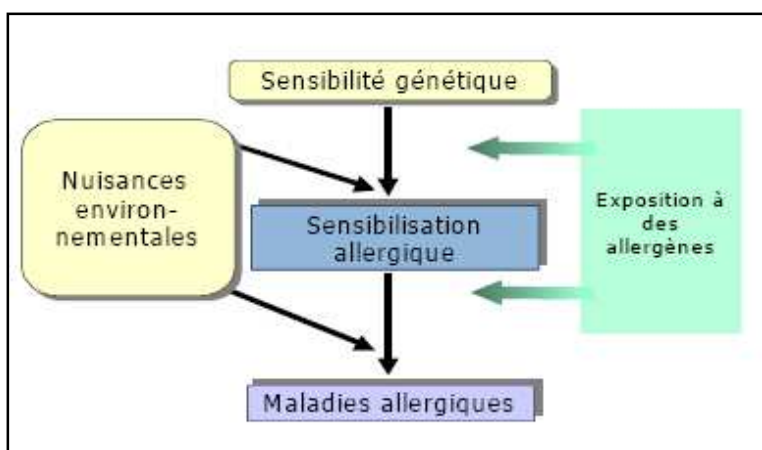 Sensibilité génétique
Nuisances
environ-
nementales
Sensibilisation
allergique
Exposition à
des
allergènes
Maladies allergiques